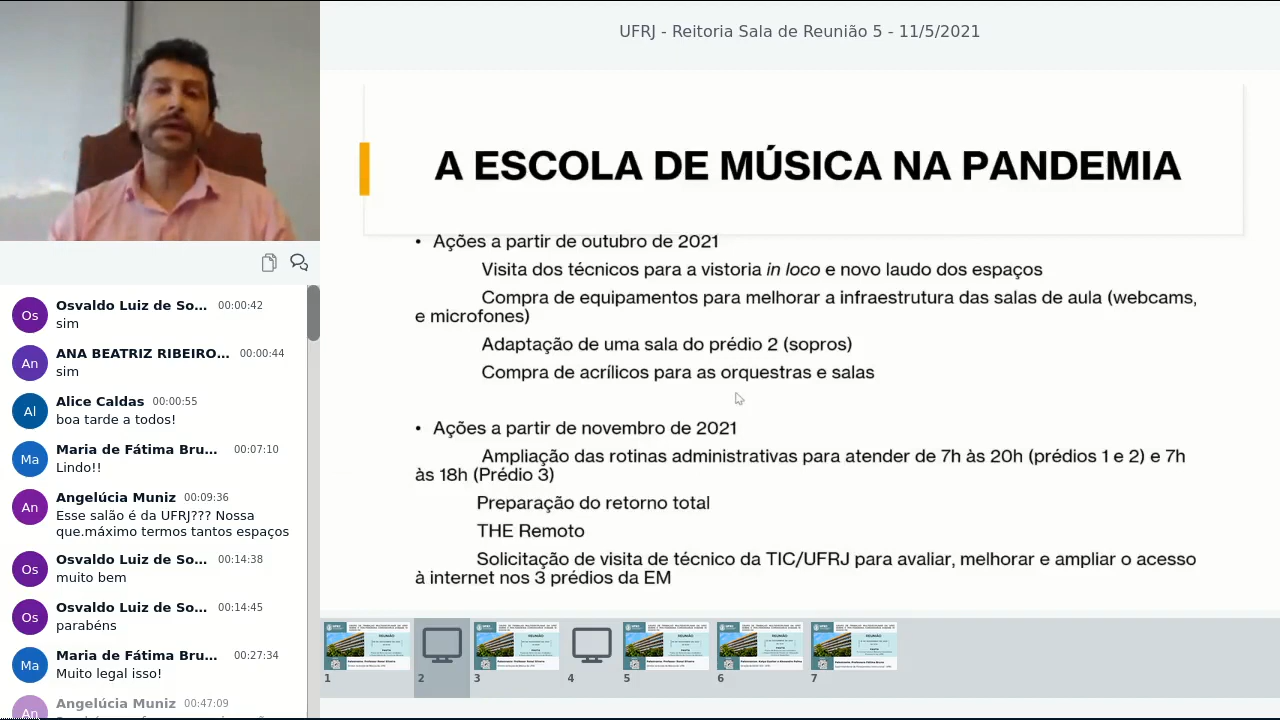 UFRJ - Reitoria Sala de Reunião 5 - 11/5/2021
A ESCOLA DE MÚSICA NA PANDEMIA
• Ações a partir de outubro de 2021
Visita dos técnicos para a vistoria in loco e novo laudo dos espaços
Compra de equipamentos para melhorar a infraestrutura das salas de aula (webcams,
e microfones)
Adaptação de uma sala do prédio 2 (sopros)
Compra de acrílicos para as orquestras e salas
• Ações a partir de novembro de 2021
Ampliação das rotinas administrativas para atender de 7h às 20h (prédios 1 e 2) e 7h
às 18h (Prédio 3)
Preparação do retorno total
THE Remoto
Solicitação de visita de técnico da TIC/UFRJ para avaliar, melhorar e ampliar o acesso
à internet nos 3 prédios da EM
Os Osvaldo Luiz de So... 00:00:42
sim
An ANA BEATRIZ RIBEIRO... 00:00:44
sim
Al Alice Caldas 00:00:55
boa tarde a todos!
Ma Maria de Fátima Bru... 00:07:10
Lindo!!
An Angelúcia Muniz 00:09:36
Esse salão é da UFRJ??? Nossa
que.máximo termos tantos espaços
Os Osvaldo Luiz de So... 00:14:38
muito bem
Os Osvaldo Luiz de So... 00:14:45
parabéns
Ma Maria de Fátima Bru... 00:27:34
Muito legal isso!
An Angelúcia Muniz 00:47:09
1
2
3
4
5
6
7